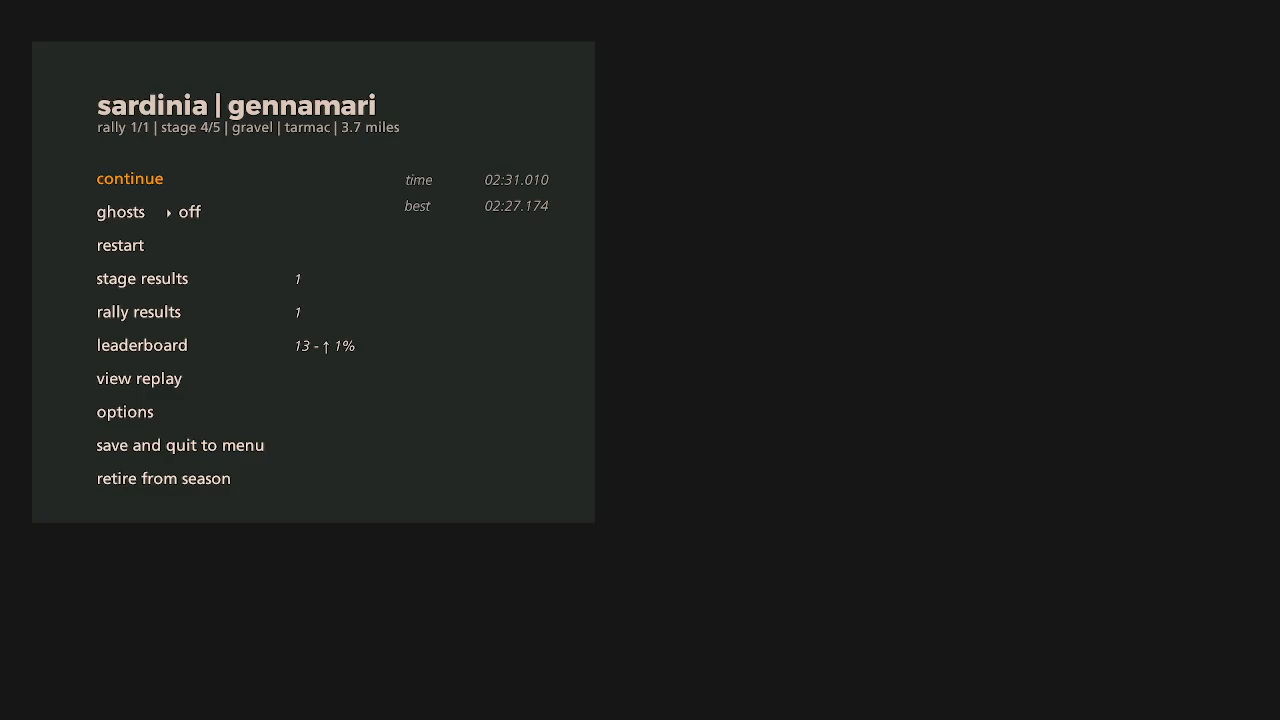 sardinia | gennamari
rally 1/1 | stage 4/5 | gravel | tarmac | 3.7 miles
continue
time 02:31.010
ghosts ‣ off
best 02:27.174
restart
stage results 1
rally results 1
leaderboard 13 - ↑ 1%
view replay
options
save and quit to menu
retire from season